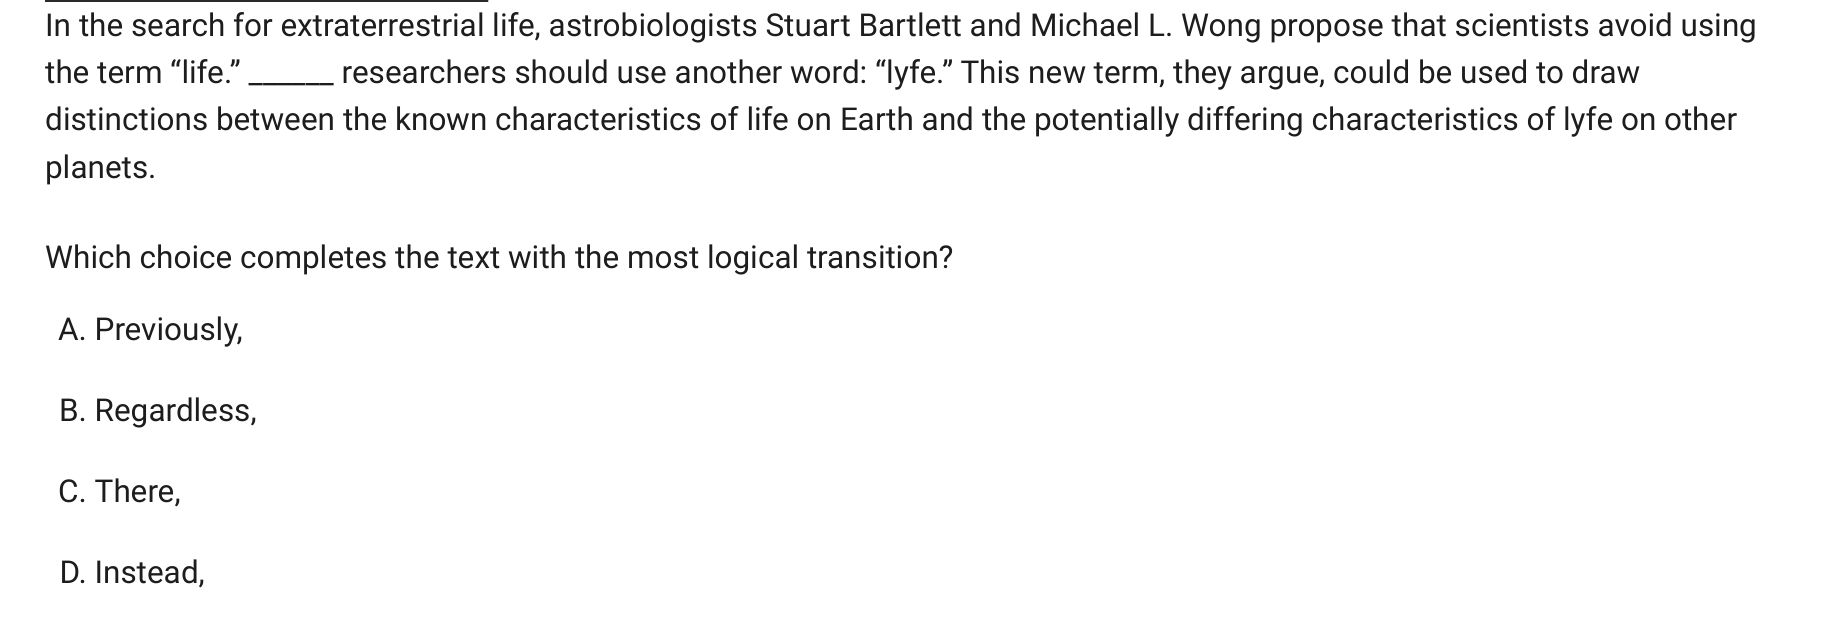 In the search for extraterrestrial life, astrobiologists Stuart Bartlett and Michael L. Wong propose that scientists avoid using
the term “life.” ______ researchers should use another word: “lyfe.” This new term, they argue, could be used to draw
distinctions between the known characteristics of life on Earth and the potentially differing characteristics of lyfe on other
planets.
Which choice completes the text with the most logical transition?
A. Previously,
B. Regardless,
C. There,
D. Instead,